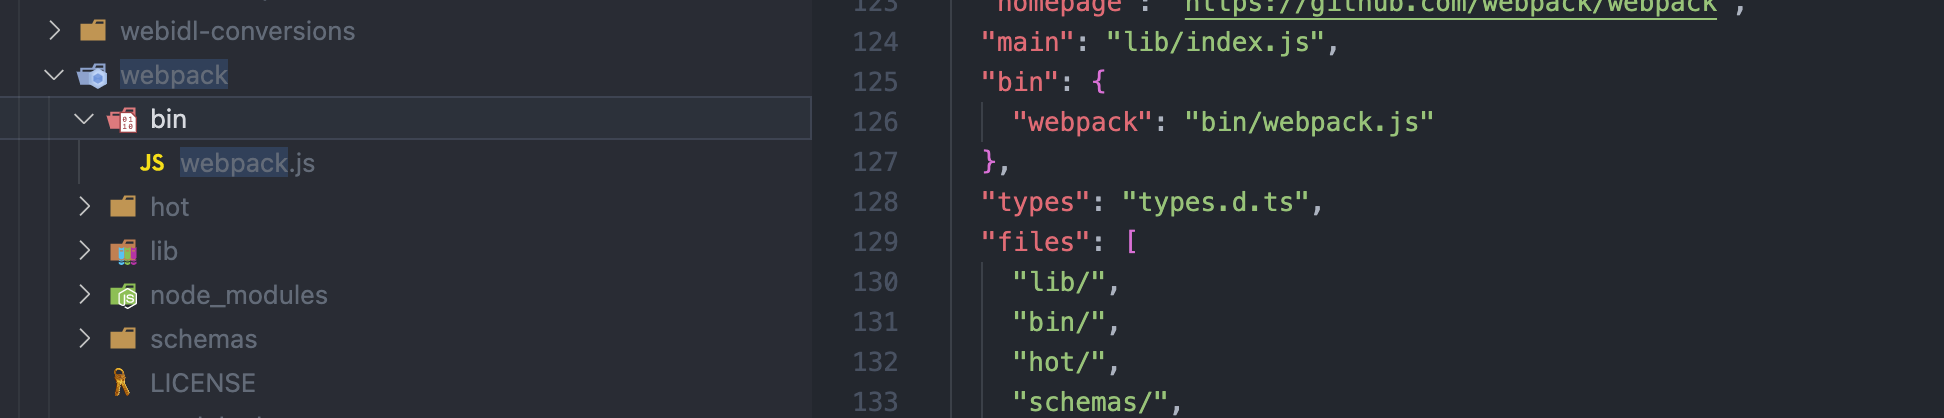 webidl-conversions
webpack
bin
JS webpack.js
hot
lib
node_modules
schemas
LICENSE
123 "homepage": "https://github.com/webpack/webpack",
124 "main": "lib/index.js",
125 "bin": {
126 "webpack": "bin/webpack.js"
127 },
128 "types": "types.d.ts",
129 "files": [
130 "lib/",
131 "bin/",
132 "hot/",
133 "schemas/",